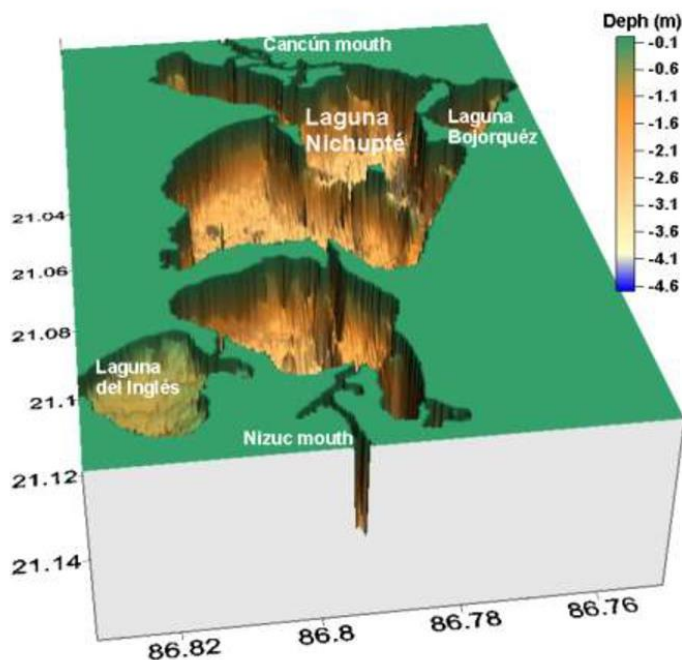 Deph (m)
Cancún mouth
Laguna
Nichupté
Laguna
Bojorquéz
-0.1
-0.6
-1.1
-1.6
-2.1
-2.6
-3.1
-3.6
-4.1
-4.6
21.04
21.06
21.08
21.1
21.12
21.14
Laguna
del Inglés
Nizuc mouth
86.82
86.8
86.78
86.76